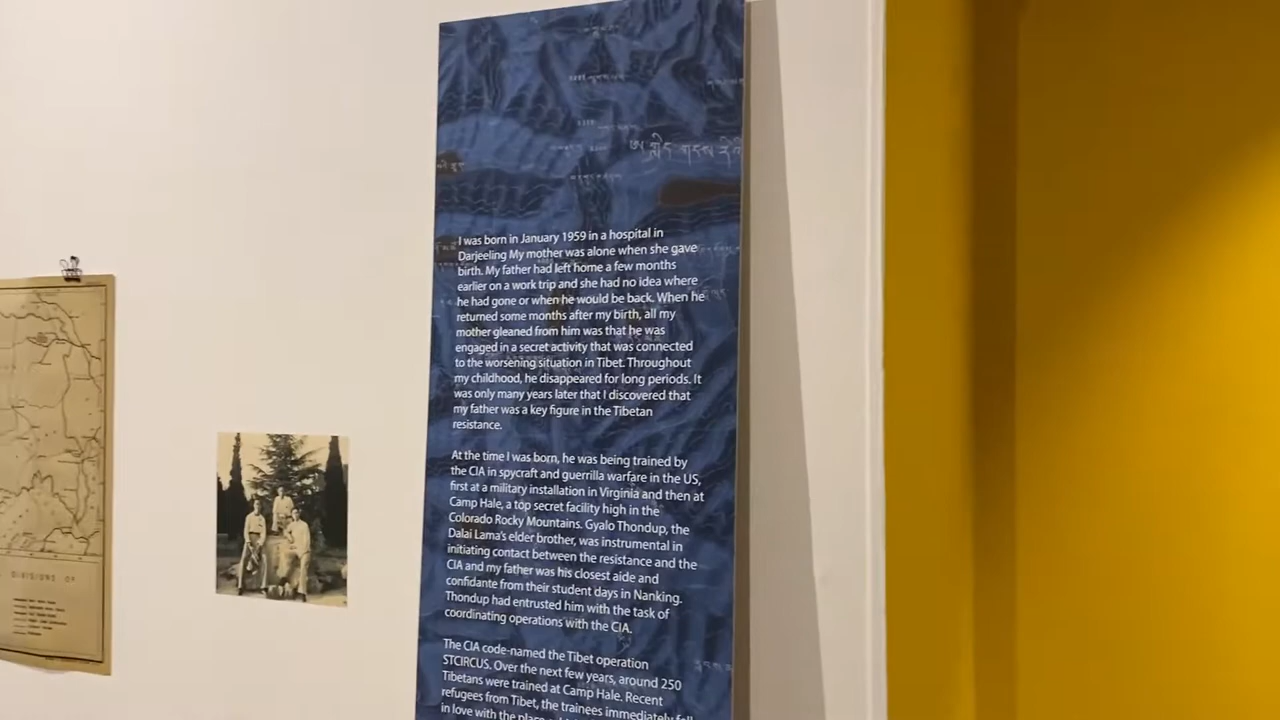 DIVISIONS OF
I was born in January 1959 in a hospital in
Darjeeling My mother was alone when she gave
birth. My father had left home a few months
earlier on a work trip and she had no idea where
he had gone or when he would be back. When he
returned some months after my birth, all my
mother gleaned from him was that he was
engaged in a secret activity that was connected
to the worsening situation in Tibet. Throughout
my childhood, he disappeared for long periods. It
was only many years later that I discovered that
my father was a key figure in the Tibetan
resistance.
At the time I was born, he was being trained by
the CIA in spycraft and guerrilla warfare in the US,
first at a military installation in Virginia and then at
Camp Hale, a top secret facility high in the
Colorado Rocky Mountains. Gyalo Thondup, the
Dalai Lama's elder brother, was instrumental in
initiating contact between the resistance and the
CIA and my father was his closest aide and
confidante from their student days in Nanking.
Thondup had entrusted him with the task of
coordinating operations with the CIA.
The CIA code-named the Tibet operation
STCIRCUS. Over the next few years, around 250
Tibetans were trained at Camp Hale. Recent
refugees from Tibet, the trainees immediately fell
in love with the place